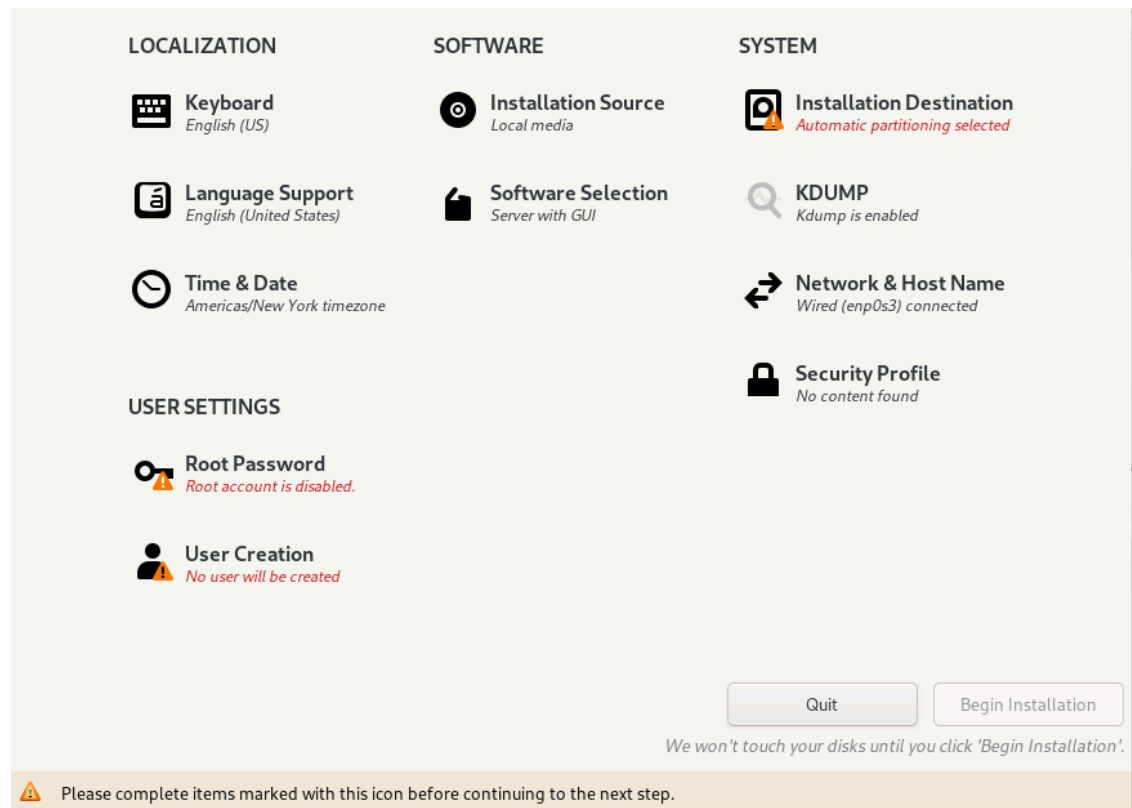 LOCALIZATION
Keyboard
English (US)
Language Support
English (United States)
Time & Date
Americas/New York timezone
SOFTWARE
Installation Source
Local media
Software Selection
Server with GUI
SYSTEM
Installation Destination
Automatic partitioning selected
KDUMP
Kdump is enabled
Network & Host Name
Wired (enp0s3) connected
Security Profile
No content found
USER SETTINGS
Root Password
Root account is disabled.
User Creation
No user will be created
Quit
Begin Installation
We won't touch your disks until you click 'Begin Installation'.
Please complete items marked with this icon before continuing to the next step.